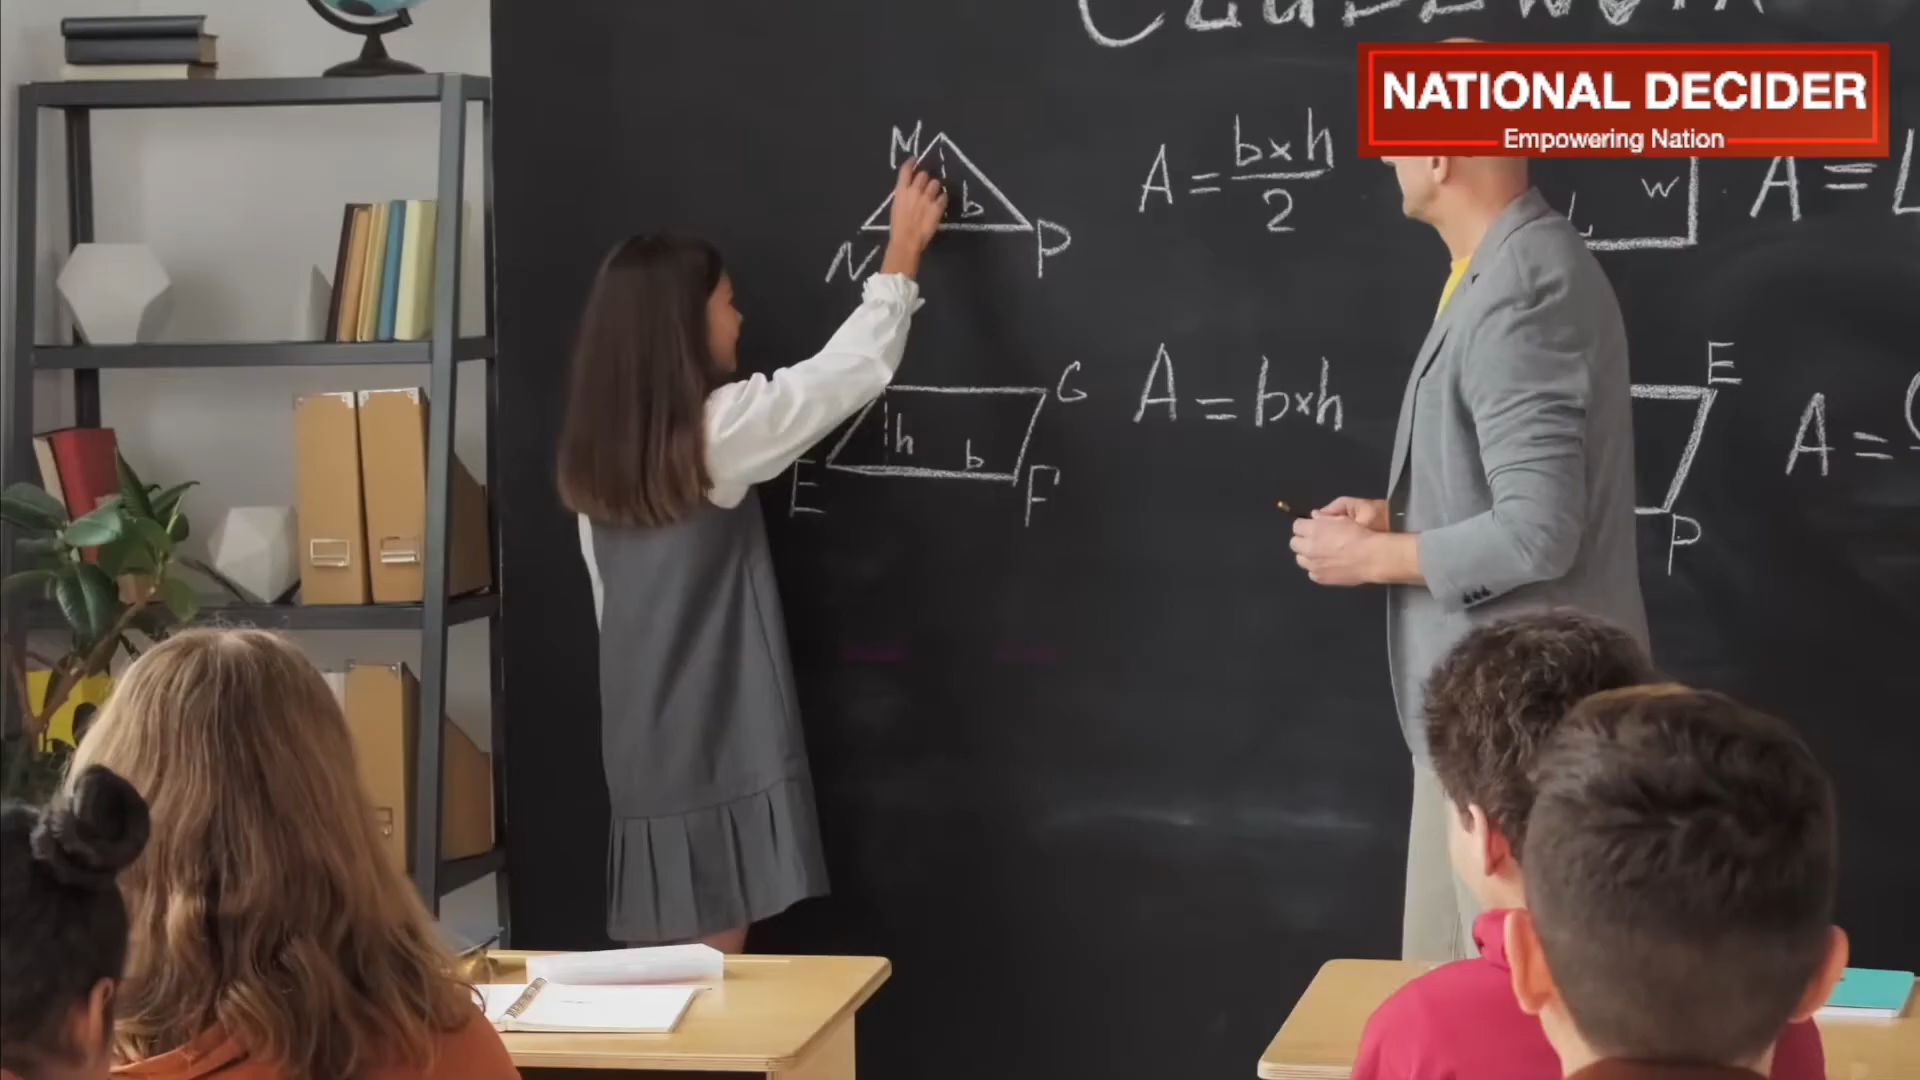 NATIONAL DECIDER
Empowering Nation
M
b
N
P
A = b×h/2
L
w
A = L
G
h
b
E
F
A = b×h
E
P
A =